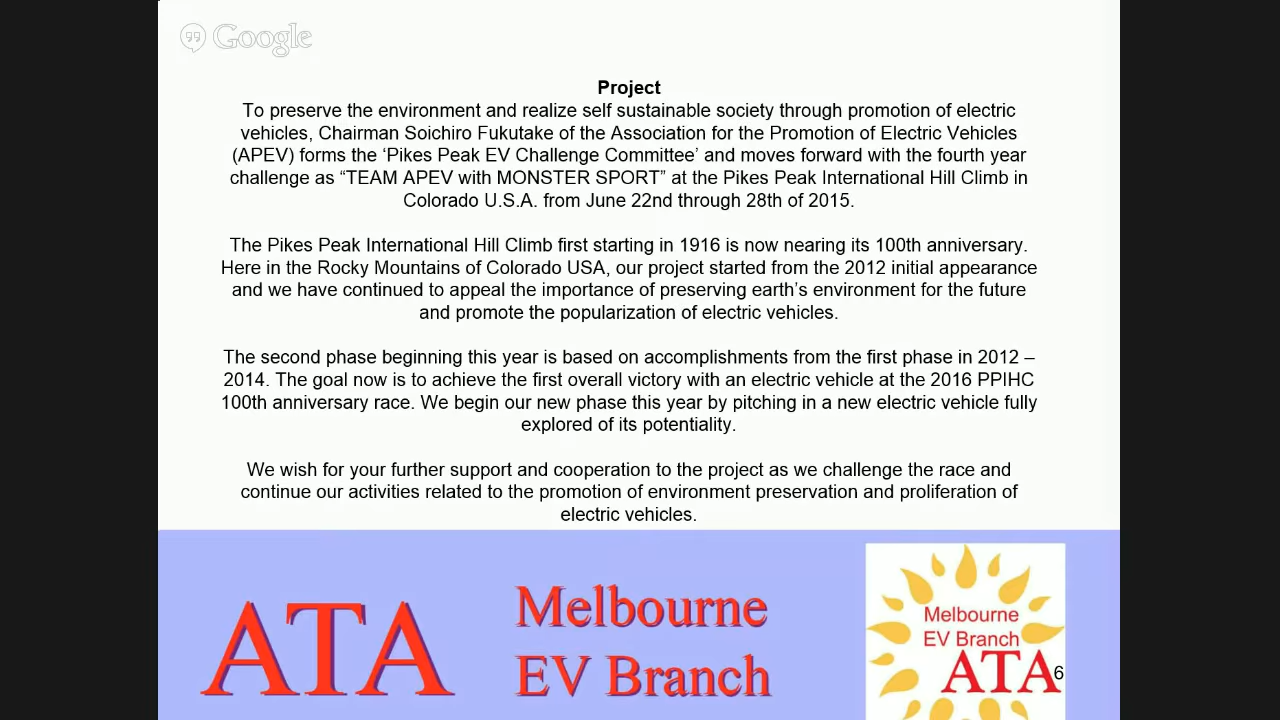 Google
Project
To preserve the environment and realize self sustainable society through promotion of electric
vehicles, Chairman Soichiro Fukutake of the Association for the Promotion of Electric Vehicles
(APEV) forms the ‘Pikes Peak EV Challenge Committee’ and moves forward with the fourth year
challenge as “TEAM APEV with MONSTER SPORT” at the Pikes Peak International Hill Climb in
Colorado U.S.A. from June 22nd through 28th of 2015.
The Pikes Peak International Hill Climb first starting in 1916 is now nearing its 100th anniversary.
Here in the Rocky Mountains of Colorado USA, our project started from the 2012 initial appearance
and we have continued to appeal the importance of preserving earth’s environment for the future
and promote the popularization of electric vehicles.
The second phase beginning this year is based on accomplishments from the first phase in 2012 –
2014. The goal now is to achieve the first overall victory with an electric vehicle at the 2016 PPIHC
100th anniversary race. We begin our new phase this year by pitching in a new electric vehicle fully
explored of its potentiality.
We wish for your further support and cooperation to the project as we challenge the race and
continue our activities related to the promotion of environment preservation and proliferation of
electric vehicles.
ATA
Melbourne
EV Branch
Melbourne
EV Branch
ATA
6